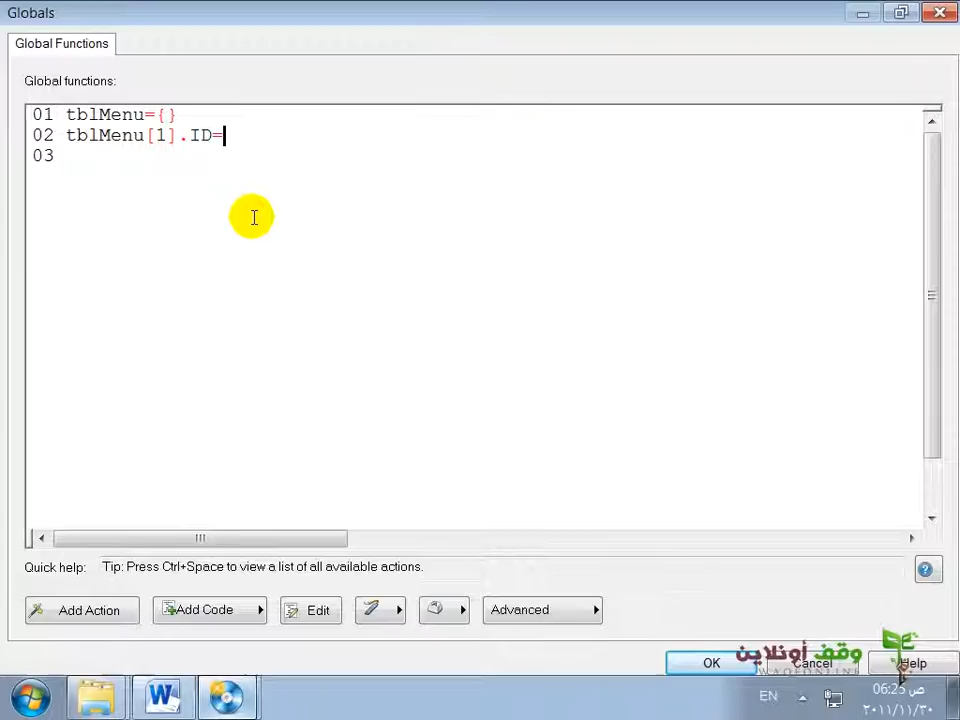 Globals
Global Functions
Global functions:
01 tblMenu={}
02 tblMenu[1].ID=
03
Quick help: Tip: Press Ctrl+Space to view a list of all available actions.
Add Action
Add Code
Edit
Advanced
OK
Cancel
Help
وقف أونلاين
WAQFONLINE
EN
06:25 ص
٢٠١١/١١/٣٠